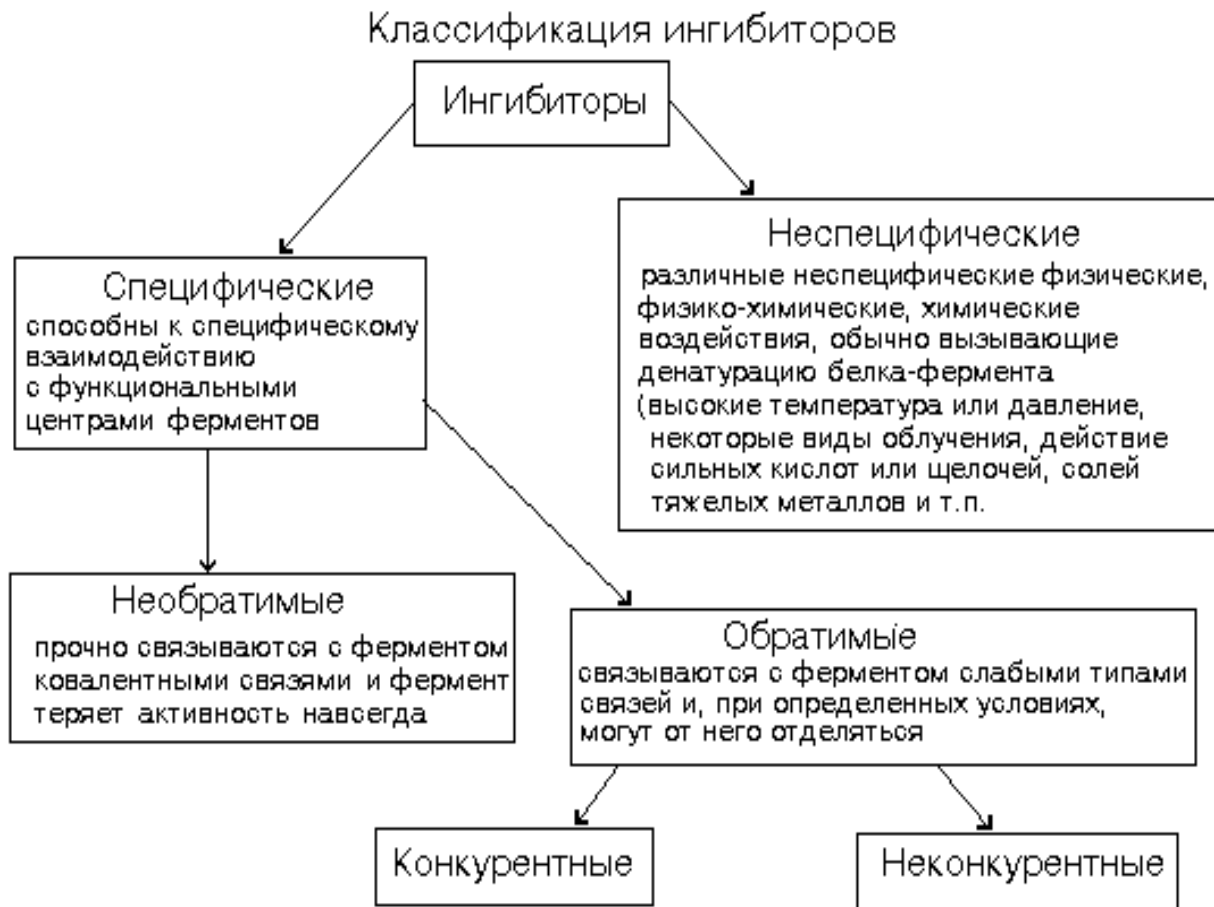 Классификация ингибиторов
Ингибиторы
Специфические
способны к специфическому
взаимодействию
с функциональными
центрами ферментов
Неспецифические
различные неспецифические физические,
физико-химические, химические
воздействия, обычно вызывающие
денатурацию белка-фермента
(высокие температура или давление,
некоторые виды облучения, действие
сильных кислот или щелочей, солей
тяжелых металлов и т.п.
Необратимые
прочно связываются с ферментом
ковалентными связями и фермент
теряет активность навсегда
Обратимые
связываются с ферментом слабыми типами
связей и, при определенных условиях,
могут от него отделяться
Конкурентные
Неконкурентные